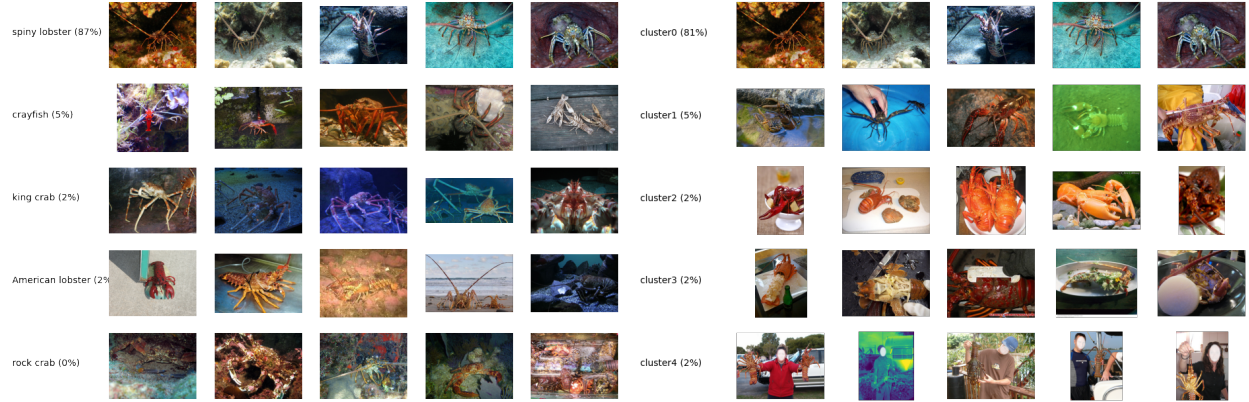 spiny lobster (87%)
cluster0 (81%)
crayfish (5%)
cluster1 (5%)
king crab (2%)
cluster2 (2%)
American lobster (2%
cluster3 (2%)
rock crab (0%)
cluster4 (2%)